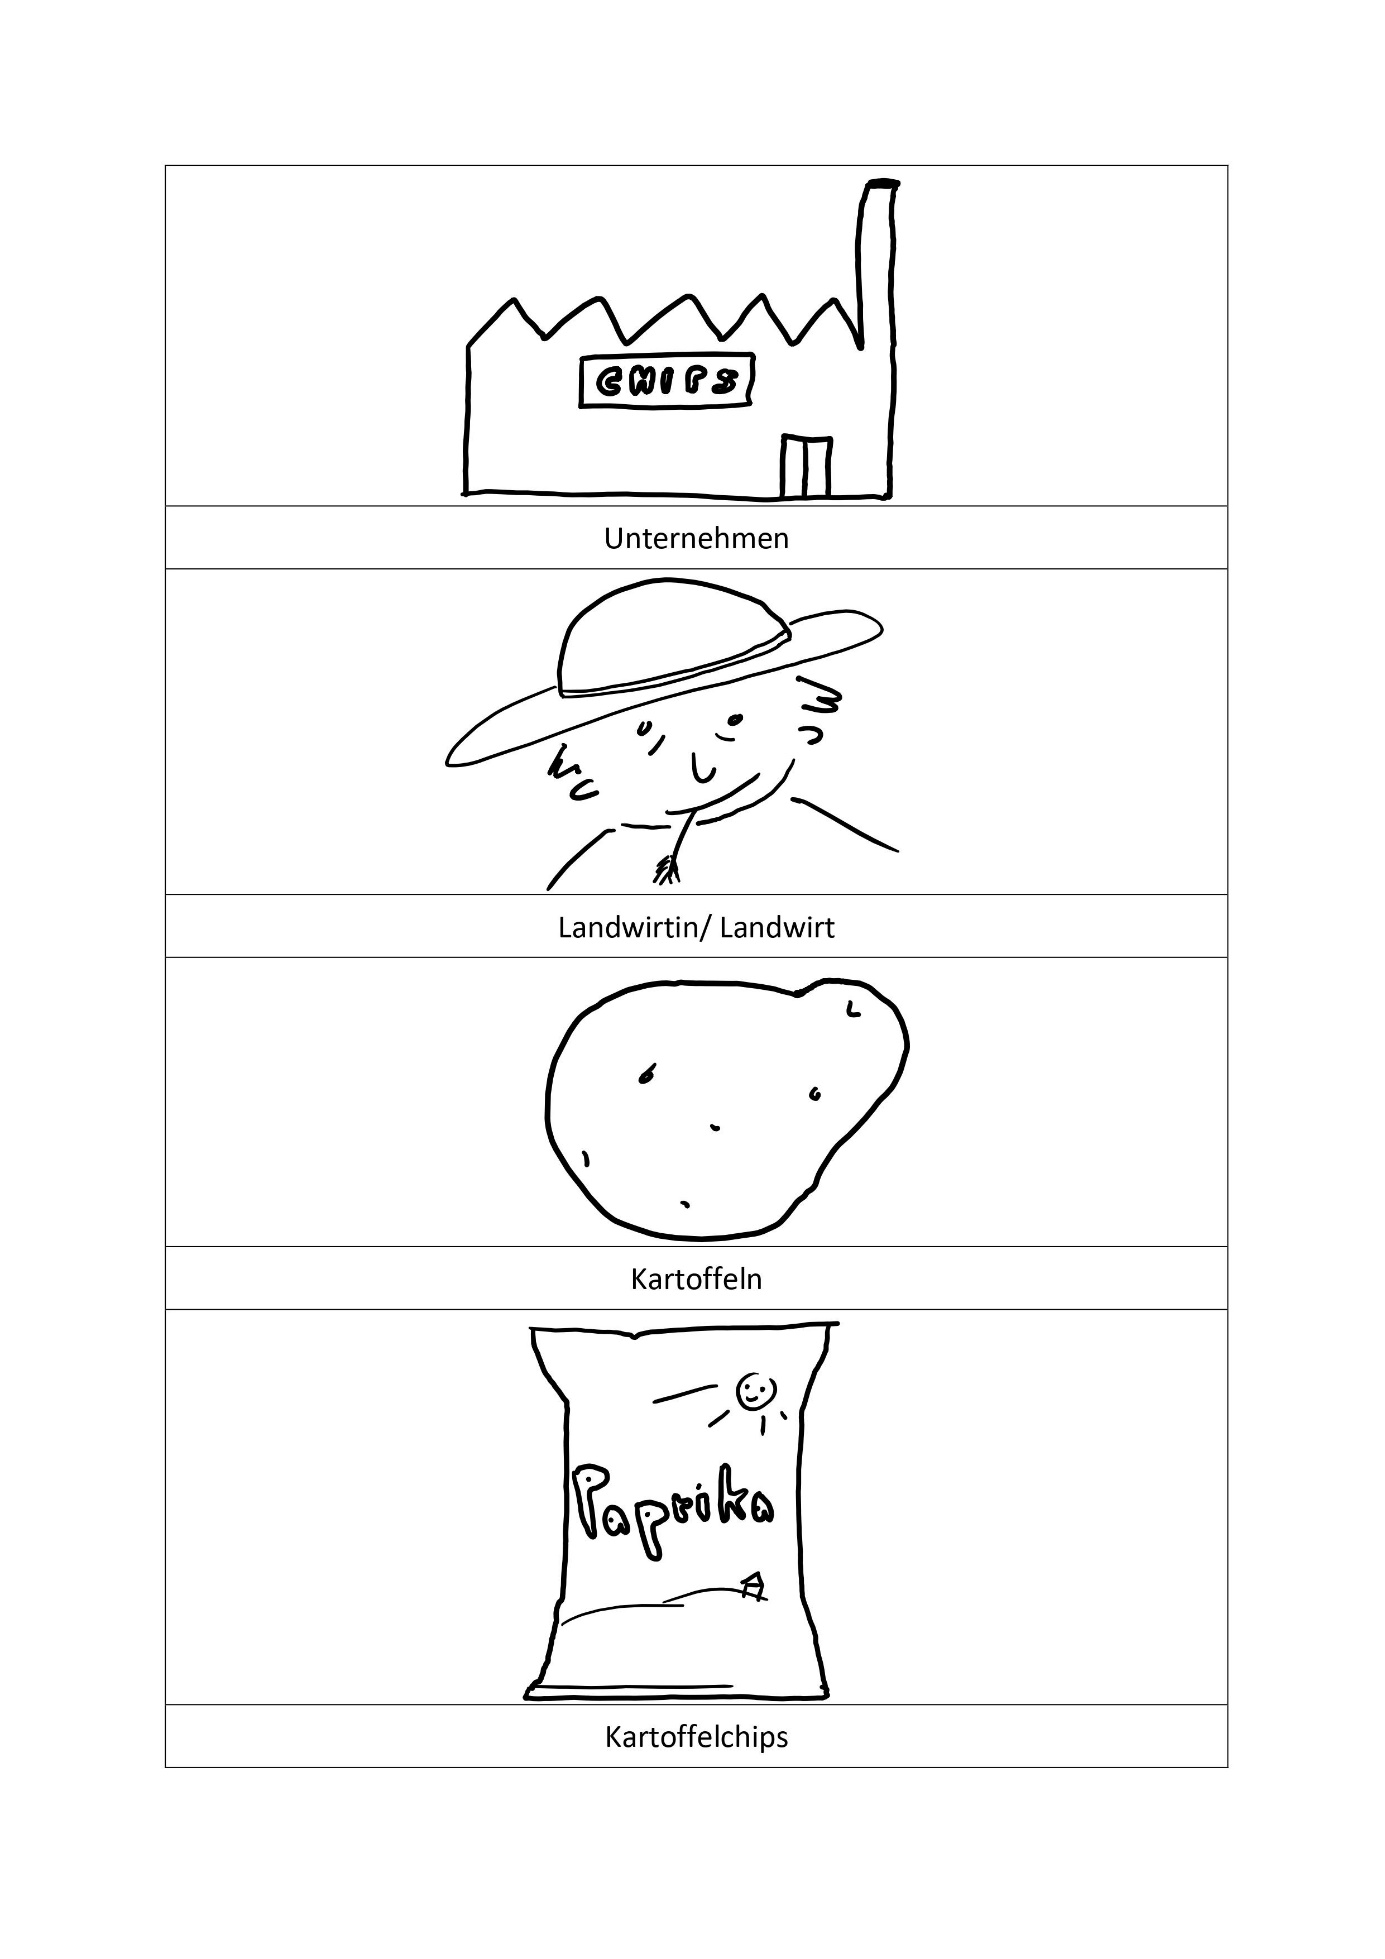 CHIPS
Unternehmen
Landwirtin/ Landwirt
Kartoffeln
Paprika
Kartoffelchips